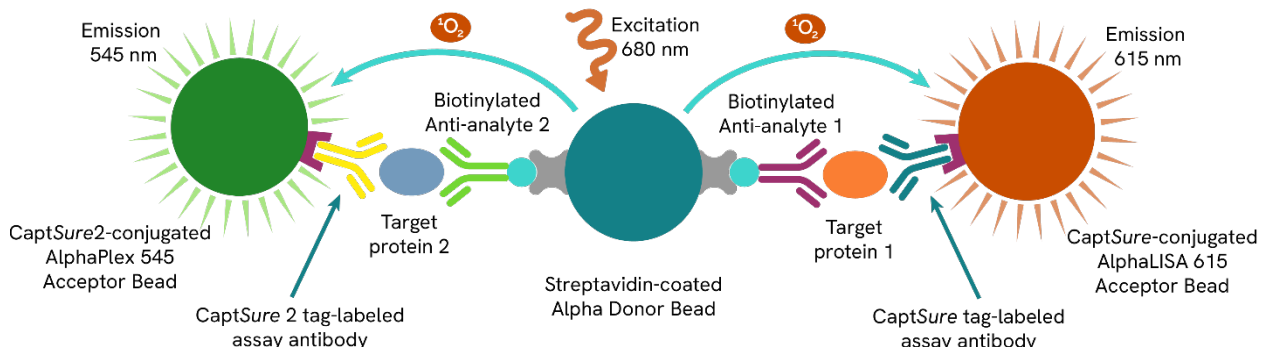 Emission
545 nm
¹O₂
Excitation
680 nm
¹O₂
Emission
615 nm
Biotinylated
Anti-analyte 2
Biotinylated
Anti-analyte 1
Target
protein 2
Target
protein 1
CaptSure2-conjugated
AlphaPlex 545
Acceptor Bead
Streptavidin-coated
Alpha Donor Bead
CaptSure-conjugated
AlphaLISA 615
Acceptor Bead
CaptSure 2 tag-labeled
assay antibody
CaptSure tag-labeled
assay antibody